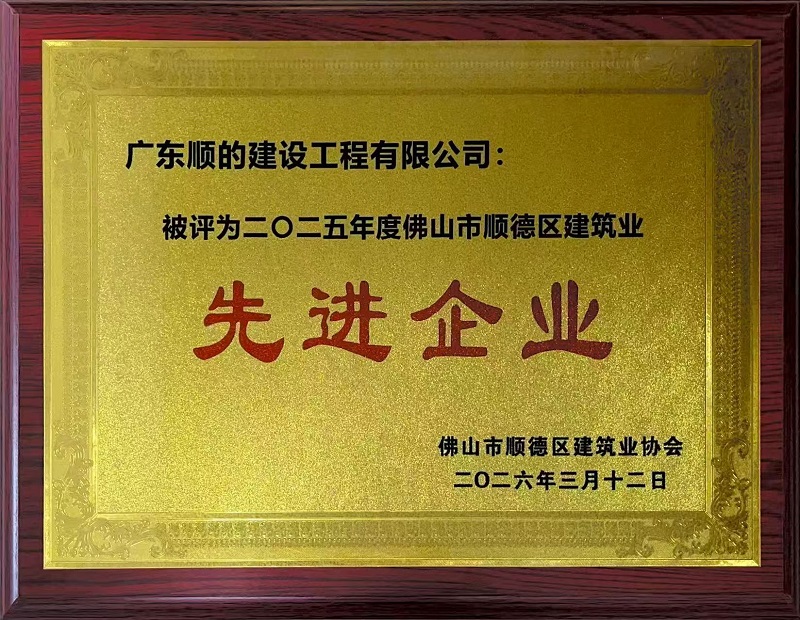 广东顺的建设工程有限公司：
被评为二〇二五年度佛山市顺德区建筑业
先进企业
佛山市顺德区建筑业协会
二〇二六年三月十二日